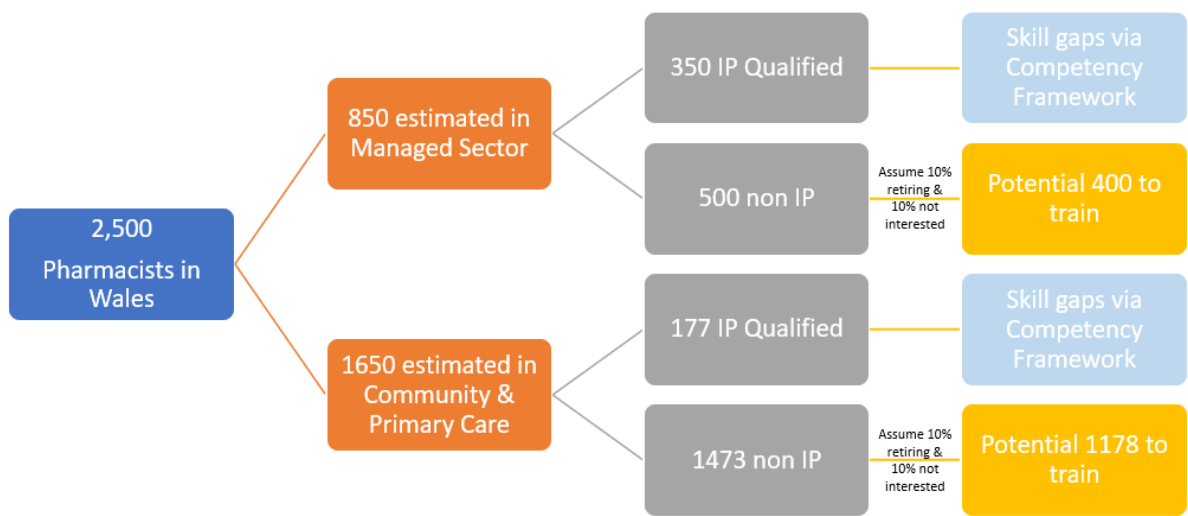 2,500
Pharmacists in
Wales
850 estimated in
Managed Sector
1650 estimated in
Community &
Primary Care
350 IP Qualified
500 non IP
177 IP Qualified
1473 non IP
Assume 10%
retiring &
10% not
interested
Assume 10%
retiring &
10% not
interested
Skill gaps via
Competency
Framework
Potential 400 to
train
Skill gaps via
Competency
Framework
Potential 1178 to
train